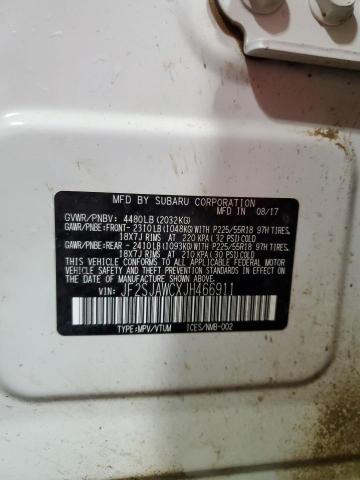 MFD BY SUBARU CORPORATION
MFD IN 08/17
GVWR/PNBV: 4480LB(2032KG)
GAWR/PNBE:FRONT-2310LB(1048KG)WITH P225/55R18 97H TIRES,
18X7J RIMS AT 220 KPA(32 PSI)COLD
GAWR/PNBE:REAR -2410LB(1093KG)WITH P225/55R18 97H TIRES,
18X7J RIMS AT 210 KPA(30 PSI)COLD
THIS VEHICLE CONFORMS TO ALL APPLICABLE
FEDERAL MOTOR VEHICLE SAFETY STANDARDS
IN EFFECT ON THE DATE OF MANUFACTURE SHOWN ABOVE.
VIN: JF2SJAWCXJH466911
TYPE:MPV/VTUM ICES/NMB-002